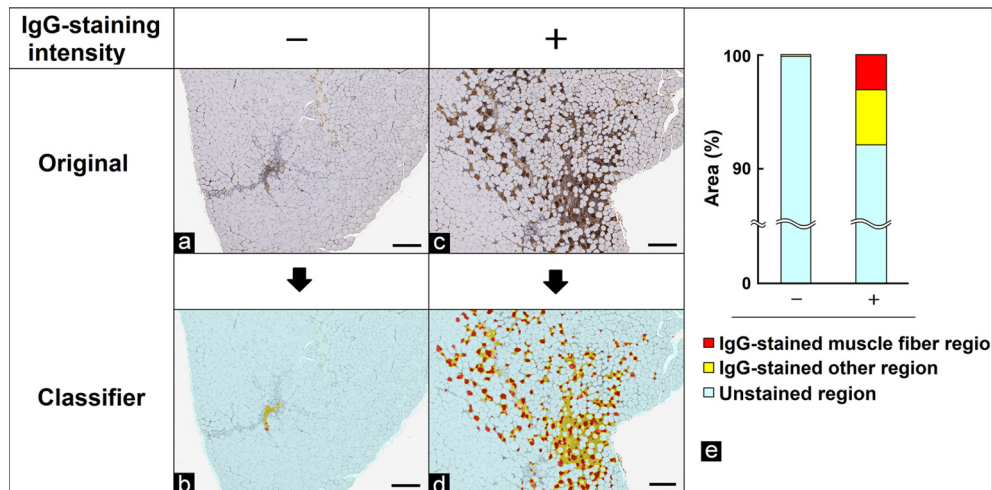 IgG-staining
intensity
−
+
Original
a
c
Classifier
b
d
Area (%)
100
90
0
−
+
IgG-stained muscle fiber regio
IgG-stained other region
Unstained region
e